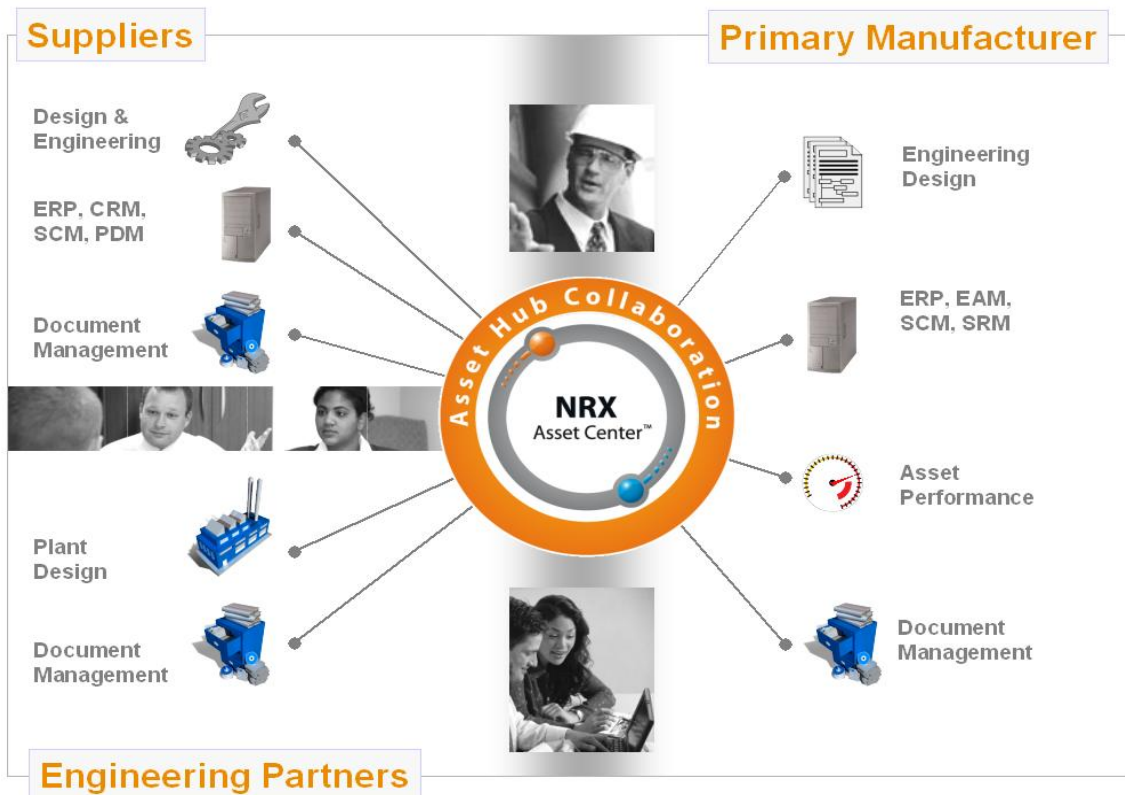 Suppliers
Primary Manufacturer
Design &
Engineering
ERP, CRM,
SCM, PDM
Document
Management
Plant
Design
Document
Management
Engineering Partners
Asset Hub Collaboration
NRX
Asset Center™
Engineering
Design
ERP, EAM,
SCM, SRM
Asset
Performance
Document
Management